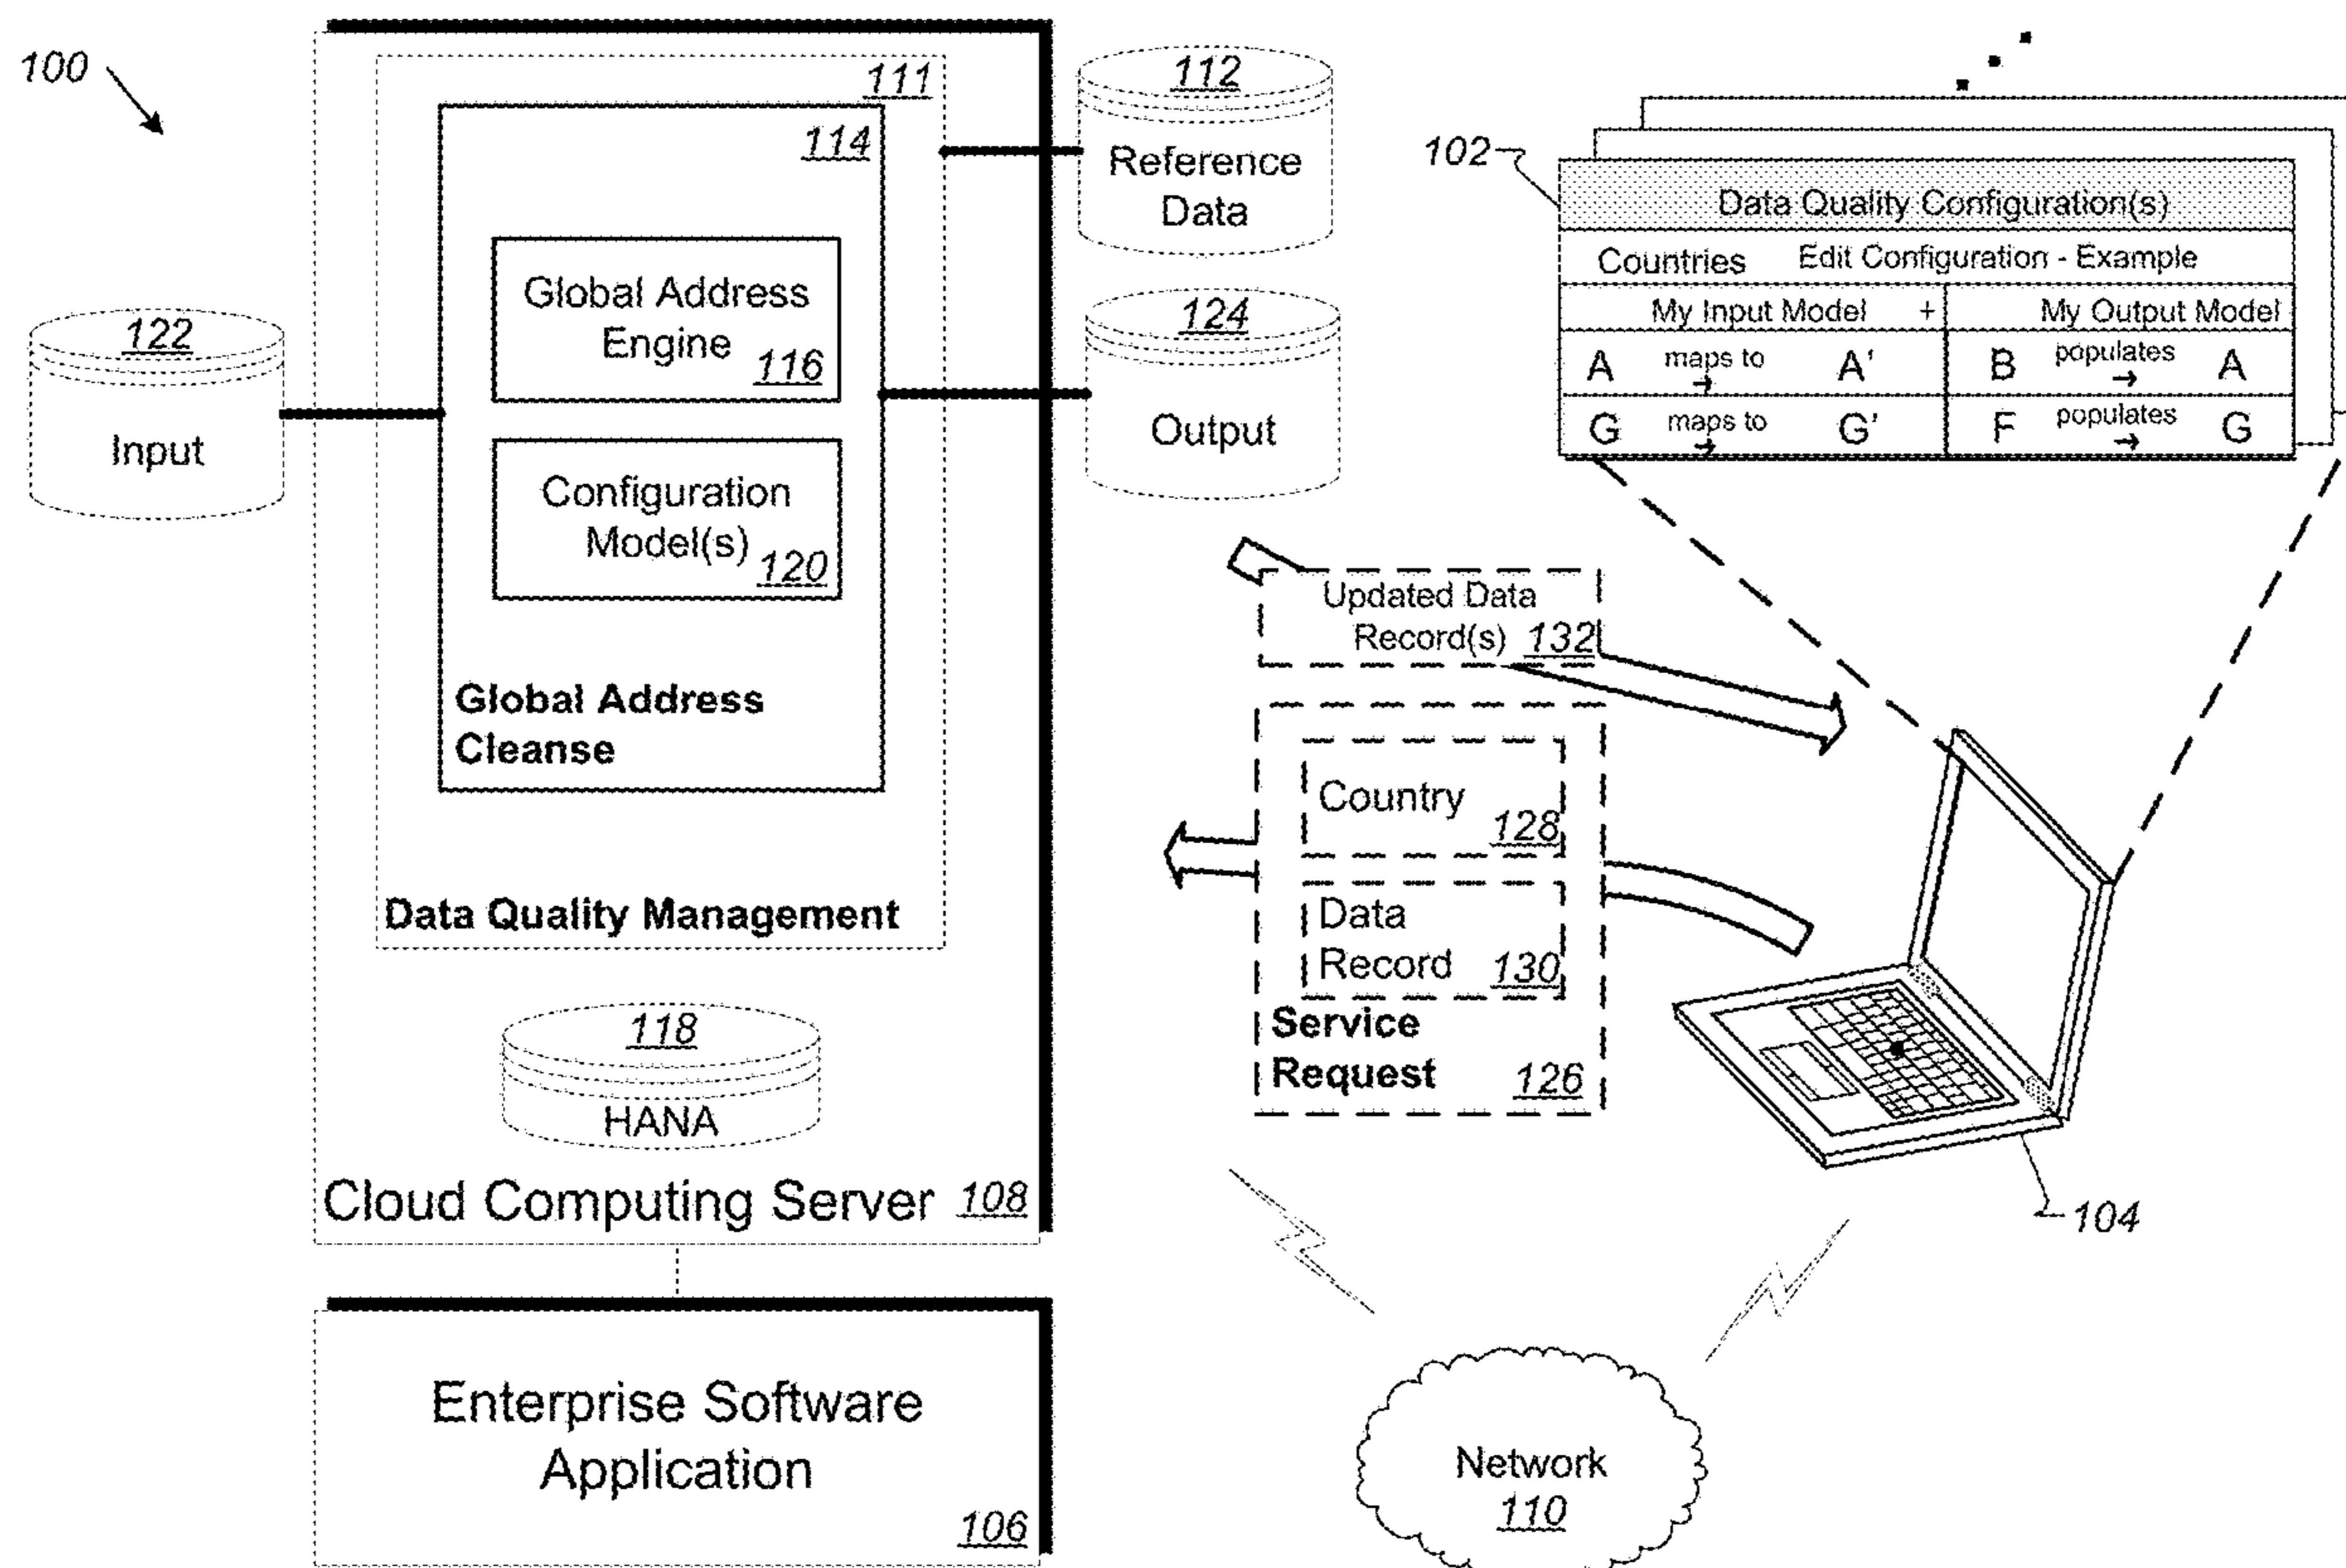 100
111
114
Global Address
Engine
116
Configuration
Model(s)
120
Global Address
Cleanse
Data Quality Management
118
HANA
Cloud Computing Server 108
Enterprise Software
Application
106
122
Input
112
Reference
Data
124
Output
102
Data Quality Configuration(s)
Countries Edit Configuration - Example
My Input Model + My Output Model
A maps to → A' B populates → A
G maps to → G' F populates → G
Updated Data
Record(s) 132
Country
128
Data
Record 130
Service
Request 126
104
Network
110